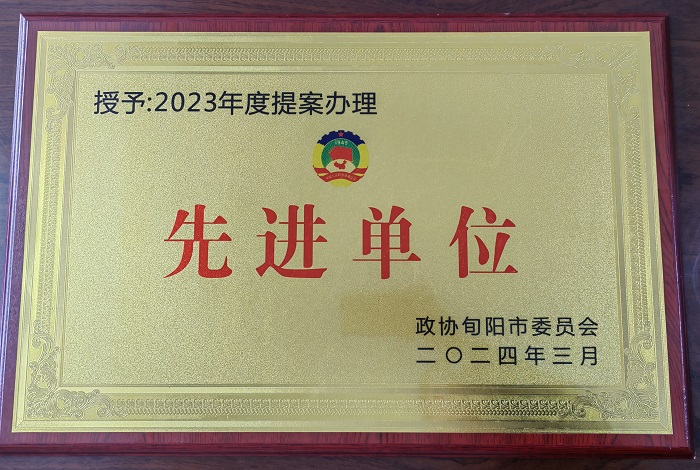 授予:2023年度提案办理
1949
先进单位
政协旬阳市委员会
二〇二四年三月